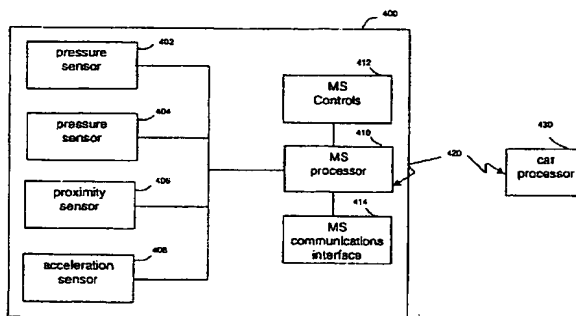 400
402
pressure
sensor
404
pressure
sensor
406
proximity
sensor
408
acceleration
sensor
412
MS
Controls
410
MS
processor
414
MS
communications
interface
420
430
car
processor